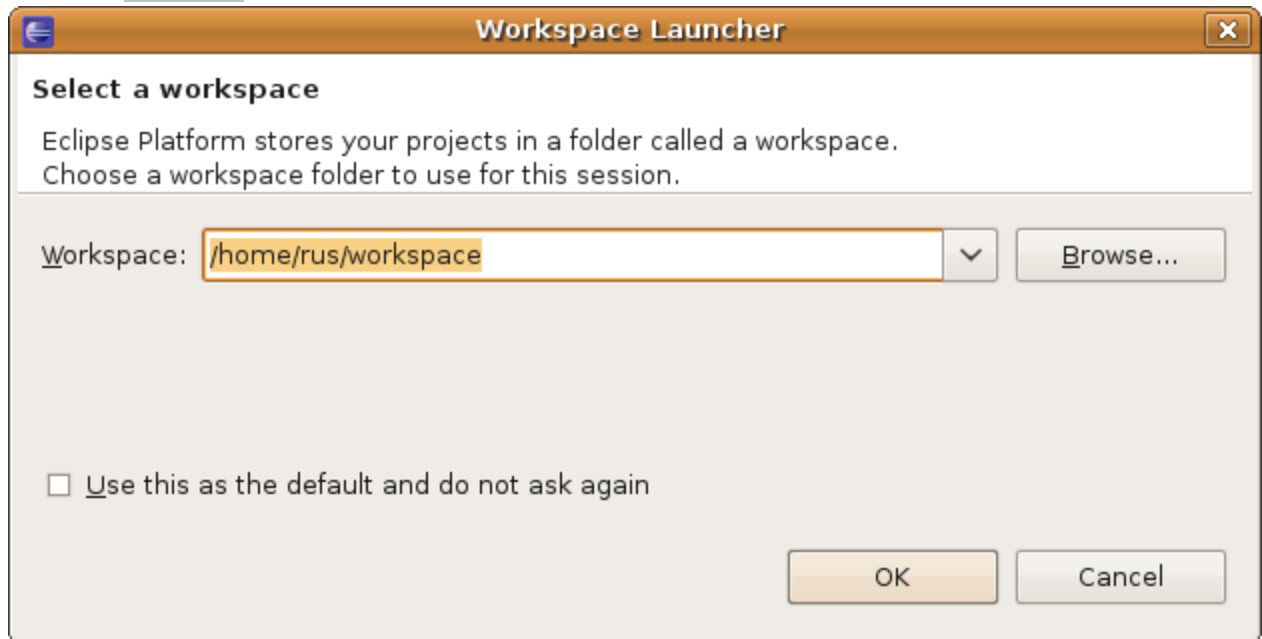 Workspace Launcher
Select a workspace
Eclipse Platform stores your projects in a folder called a workspace.
Choose a workspace folder to use for this session.
Workspace: /home/rus/workspace Browse...
Use this as the default and do not ask again
OK Cancel